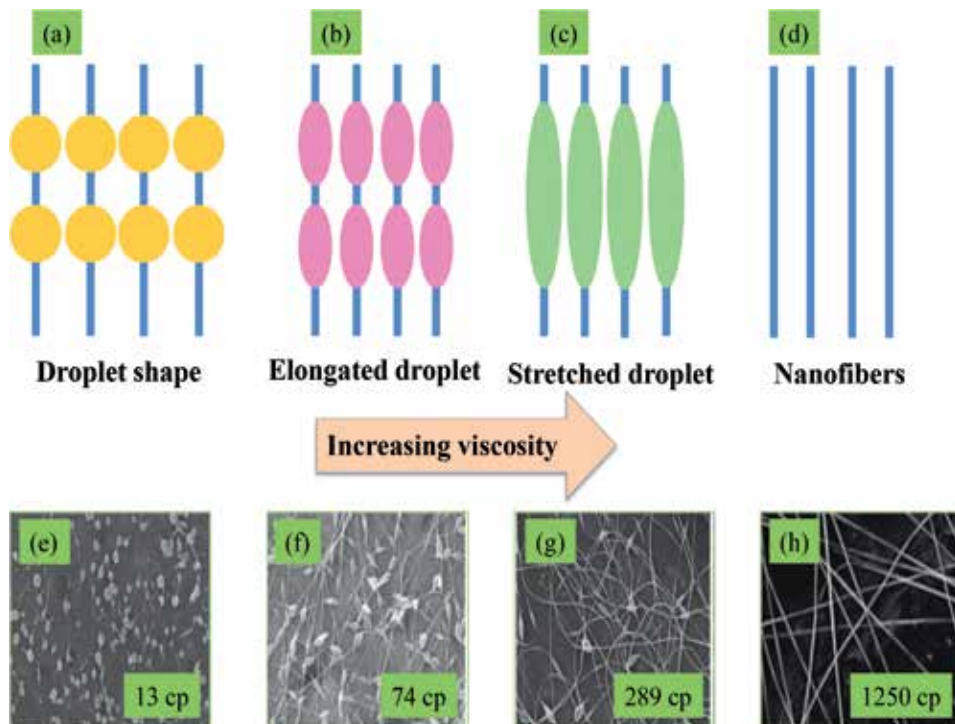 (a)
(b)
(c)
(d)
Droplet shape
Elongated droplet
Stretched droplet
Nanofibers
Increasing viscosity
(e)
(f)
(g)
(h)
13 cp
74 cp
289 cp
1250 cp